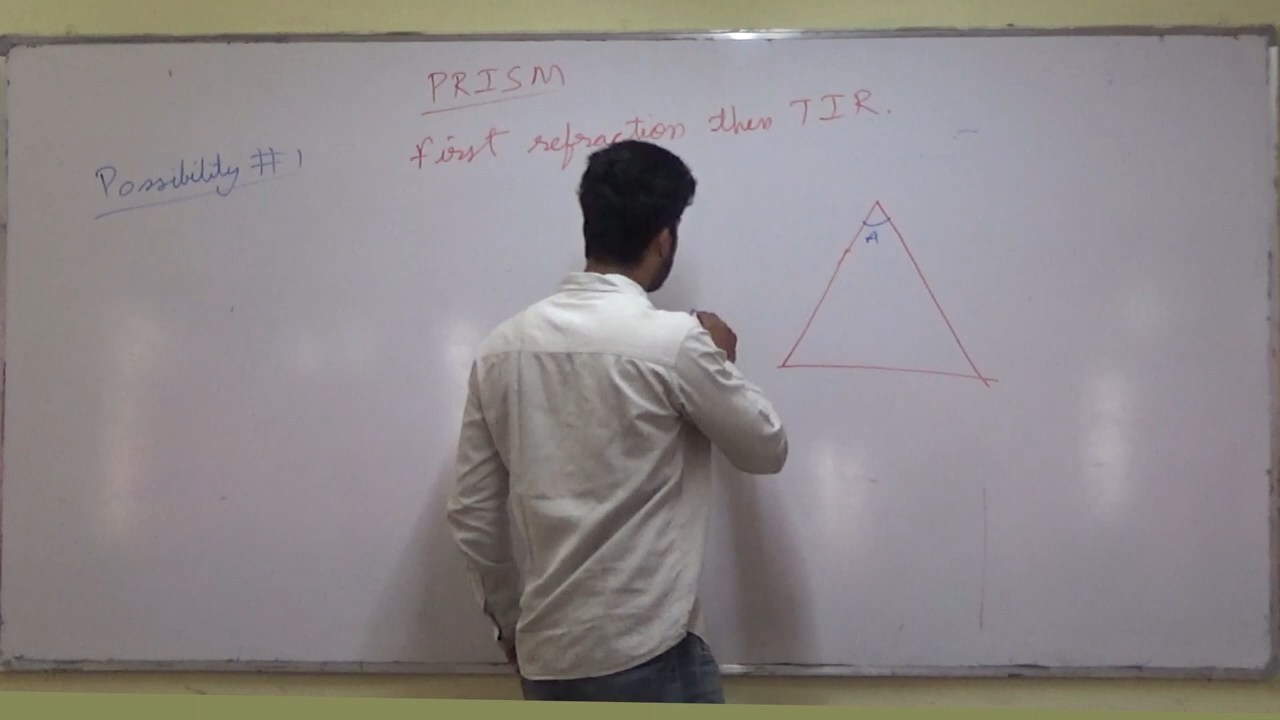 PRISM
first refraction then TIR.
Possibility # 1
A